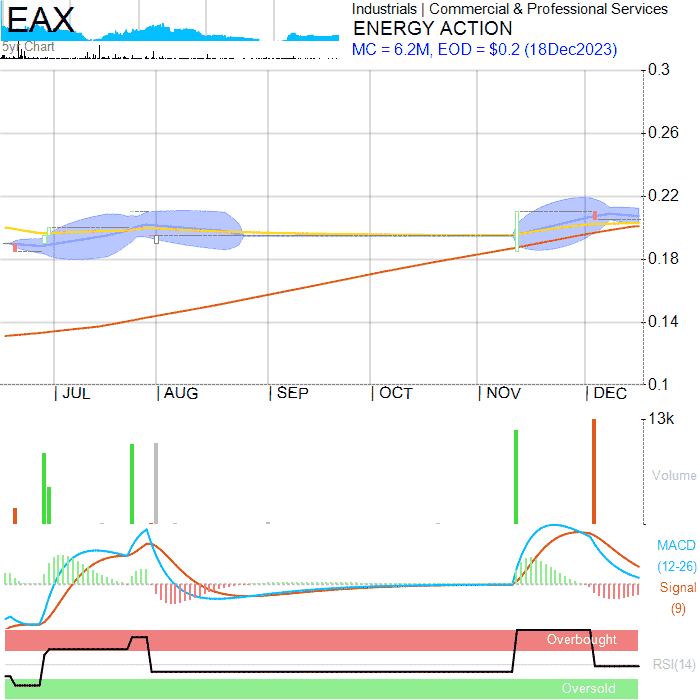 EAX
5yr Chart
Industrials | Commercial & Professional Services
ENERGY ACTION
MC = 6.2M, EOD = $0.2 (18Dec2023)
0.3
0.26
0.22
0.18
0.14
0.1
| JUL | AUG | SEP | OCT | NOV | DEC
13k
Volume
MACD
(12-26)
Signal
(9)
Overbought
RSI(14)
Oversold